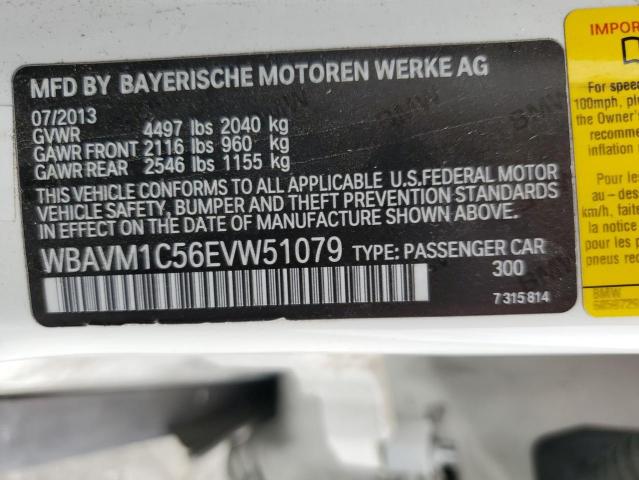 MFD BY BAYERISCHE MOTOREN WERKE AG
07/2013
GVWR 4497 lbs 2040 kg
GAWR FRONT 2116 lbs 960 kg
GAWR REAR 2546 lbs 1155 kg
THIS VEHICLE CONFORMS TO ALL APPLICABLE U.S.FEDERAL MOTOR
VEHICLE SAFETY, BUMPER AND THEFT PREVENTION STANDARDS
IN EFFECT ON THE DATE OF MANUFACTURE SHOWN ABOVE.
WBAVM1C56EVW51079 TYPE: PASSENGER CAR
300
7 315 814
IMPOR
For speed
100mph, pl
the Owner's
recomme
inflation
Pour les
au – des
km/h, faite
la notice
pneus reco
BMW